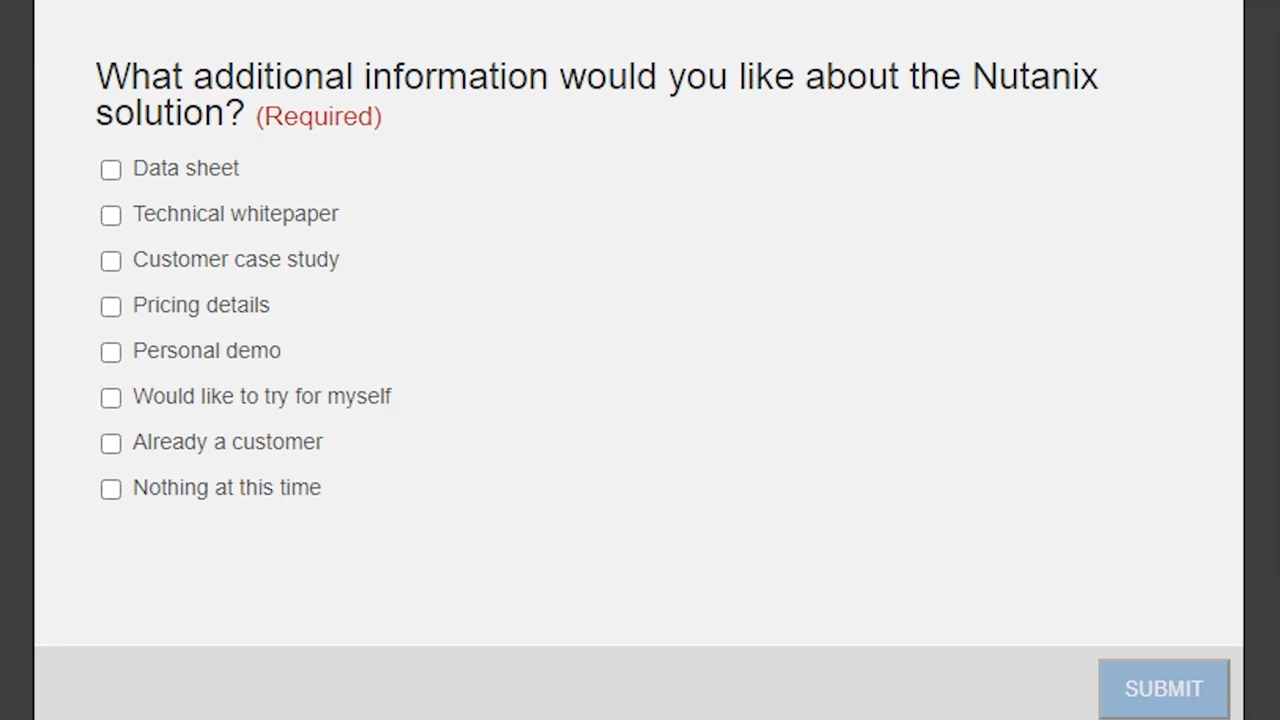 What additional information would you like about the Nutanix
solution? (Required)
Data sheet
Technical whitepaper
Customer case study
Pricing details
Personal demo
Would like to try for myself
Already a customer
Nothing at this time
SUBMIT